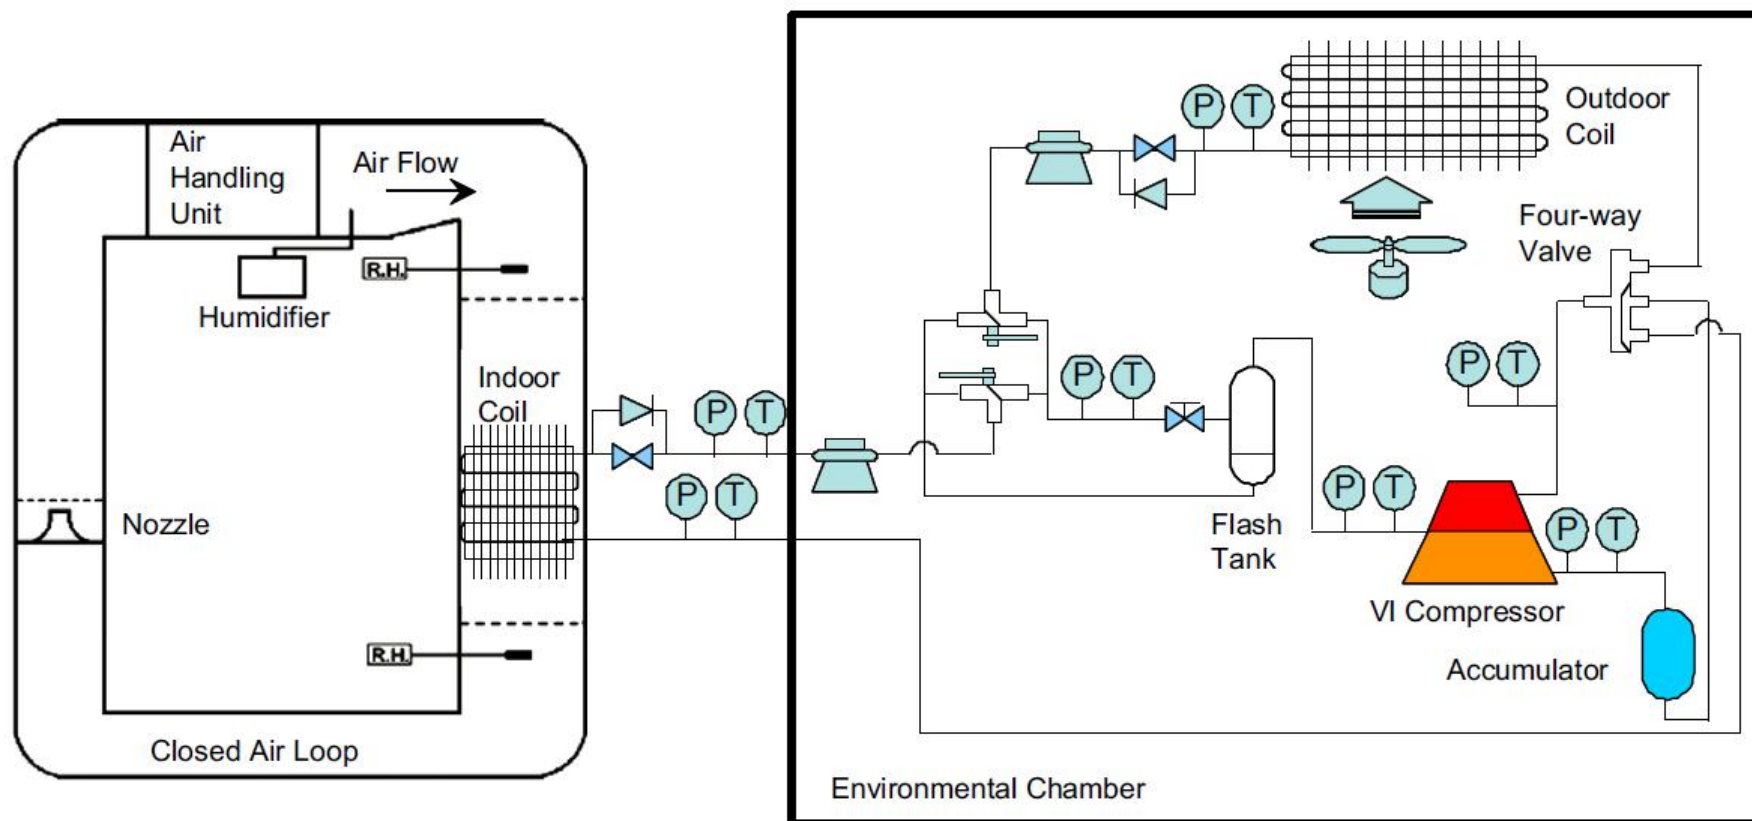 Air
Handling
Unit
Air Flow
R.H.
Humidifier
Indoor
Coil
Nozzle
R.H.
Closed Air Loop
P T
P T
P T
Outdoor
Coil
Four-way
Valve
P T
P T
Flash
Tank
P T
P T
VI Compressor
Accumulator
Environmental Chamber